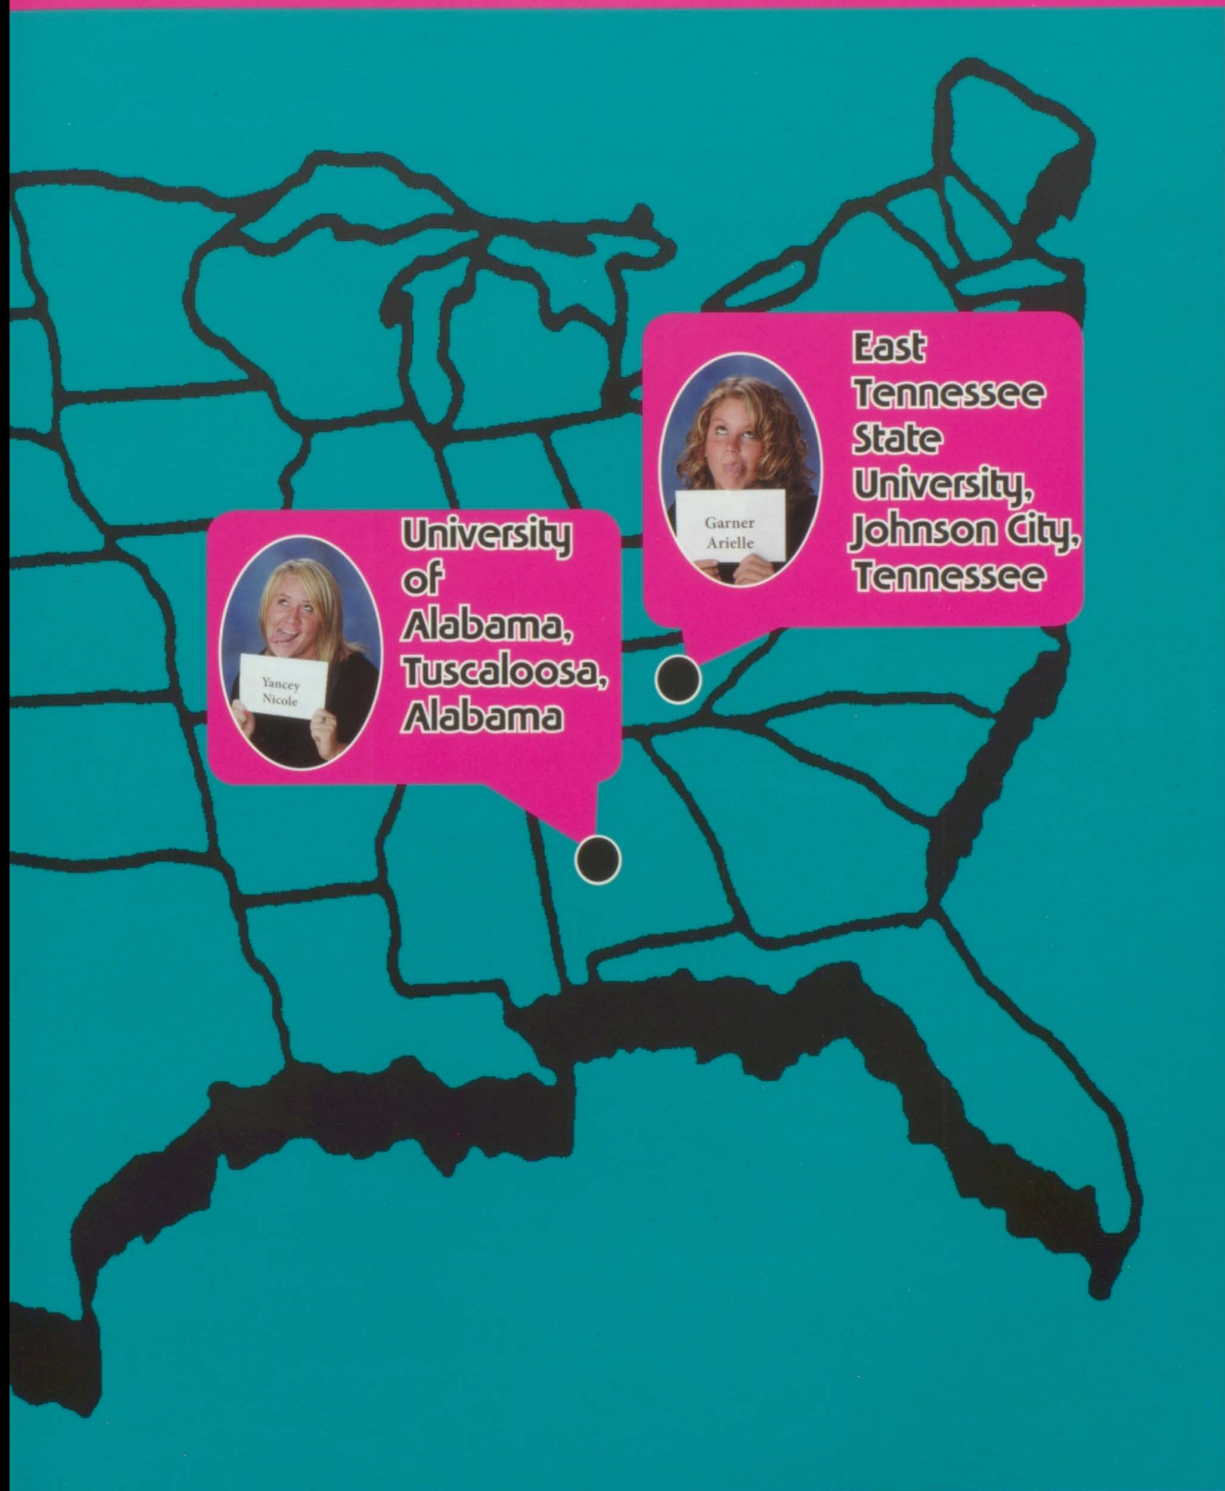 East
Tennessee
State
University,
Johnson City,
Tennessee
Garner
Arielle
University
of
Alabama,
Tuscaloosa,
Alabama
Yancey
Nicole